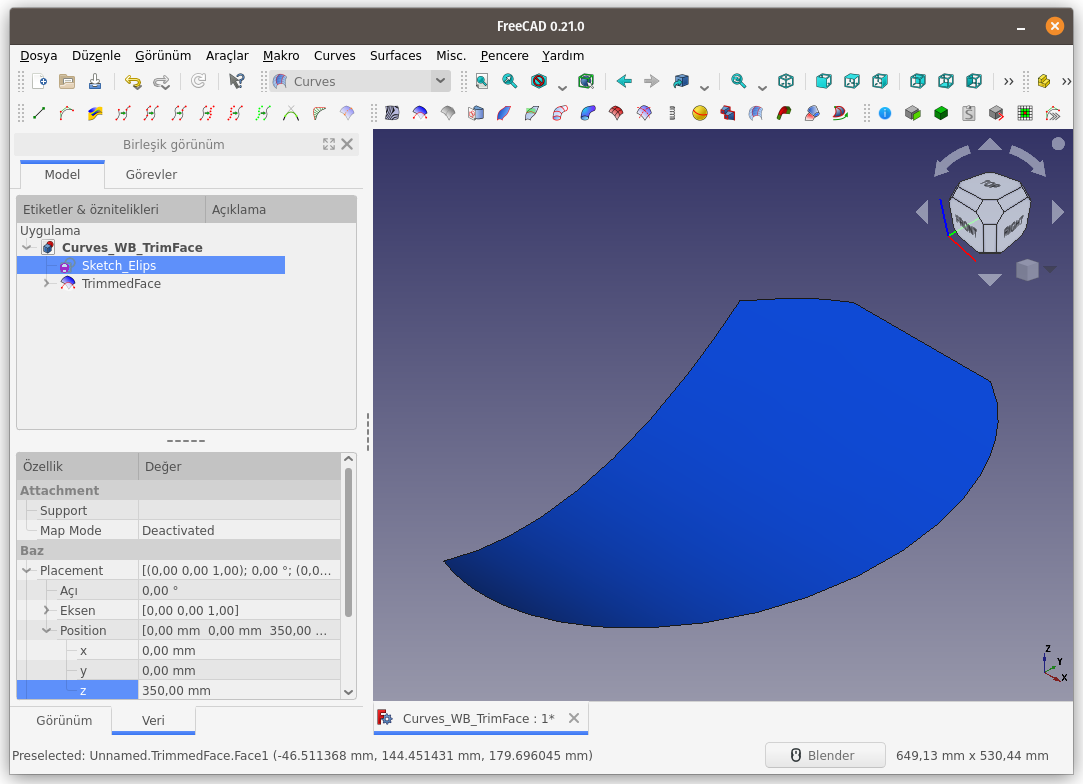 FreeCAD 0.21.0
Dosya Düzenle Görünüm Araçlar Makro Curves Surfaces Misc. Pencere Yardım
Curves
Birleşik görünüm
Model Görevler
Etiketler & öznitelikleri Açıklama
Uygulama
Curves_WB_TrimFace
Sketch_Elips
TrimmedFace
Özellik Değer
Attachment
Support
Map Mode Deactivated
Baz
Placement [(0,00 0,00 1,00); 0,00 °; (0,0...
Açı 0,00 °
Eksen [0,00 0,00 1,00]
Position [0,00 mm 0,00 mm 350,00 ...
x 0,00 mm
y 0,00 mm
z 350,00 mm
Görünüm Veri
TOP
FRONT RIGHT
Z
Y
X
Curves_WB_TrimFace : 1*
Preselected: Unnamed.TrimmedFace.Face1 (-46.511368 mm, 144.451431 mm, 179.696045 mm)
Blender 649,13 mm x 530,44 mm